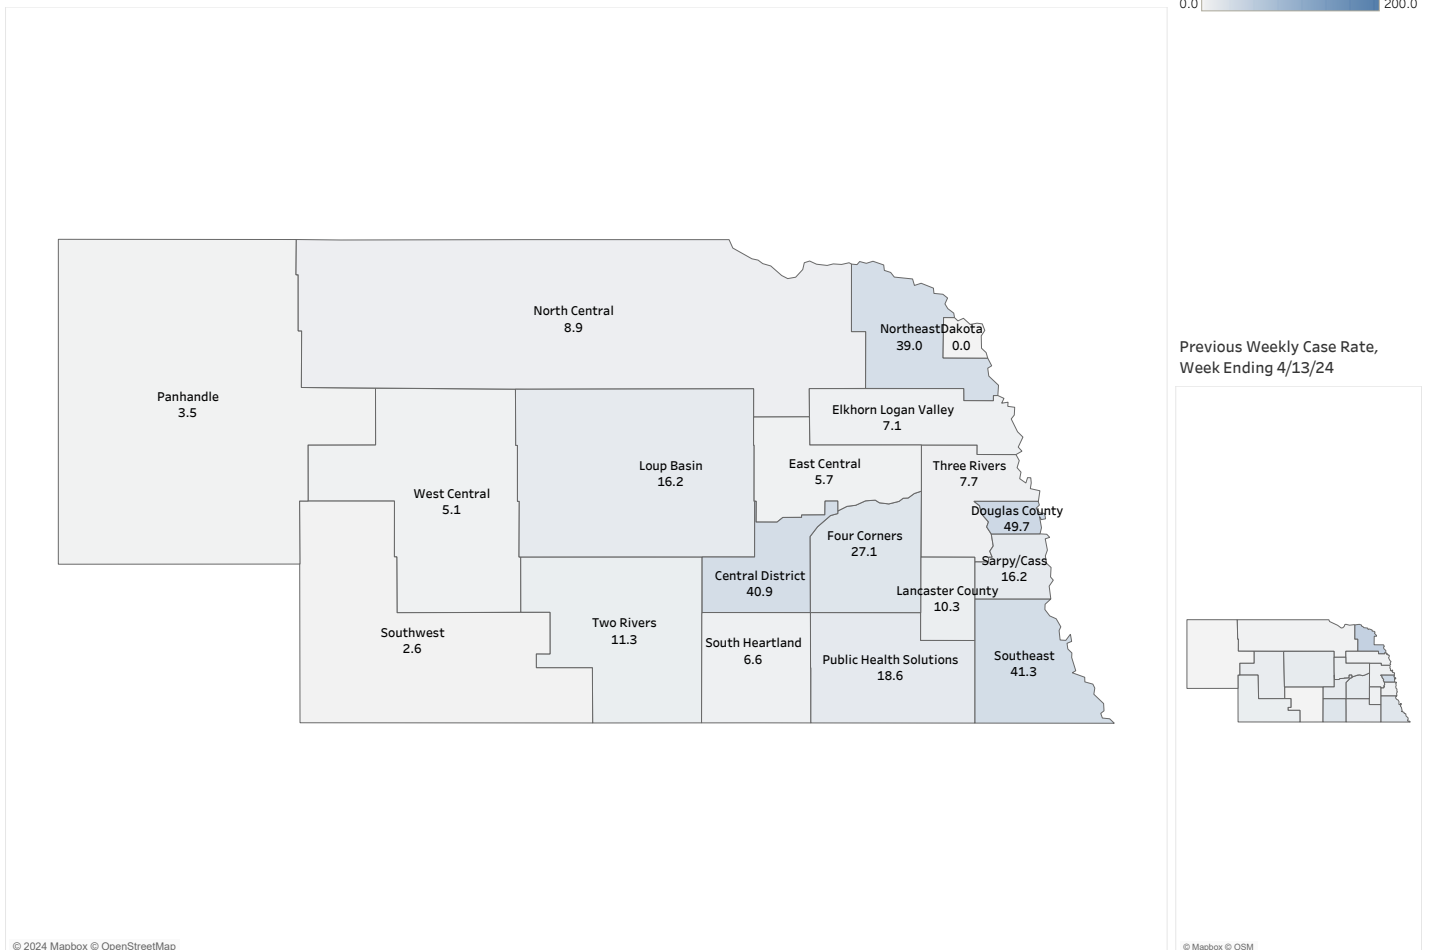 0.0
200.0
North Central
8.9
NortheastDakota
39.0
0.0
Previous Weekly Case Rate,
Week Ending 4/13/24
Panhandle
3.5
Elkhorn Logan Valley
7.1
Loup Basin
16.2
East Central
5.7
Three Rivers
7.7
West Central
5.1
Douglas County
49.7
Four Corners
27.1
Sarpy/Cass
16.2
Central District
40.9
Lancaster County
10.3
Two Rivers
11.3
Southwest
2.6
South Heartland
6.6
Public Health Solutions
18.6
Southeast
41.3
© 2024 Mapbox © OpenStreetMap
© Mapbox © OSM